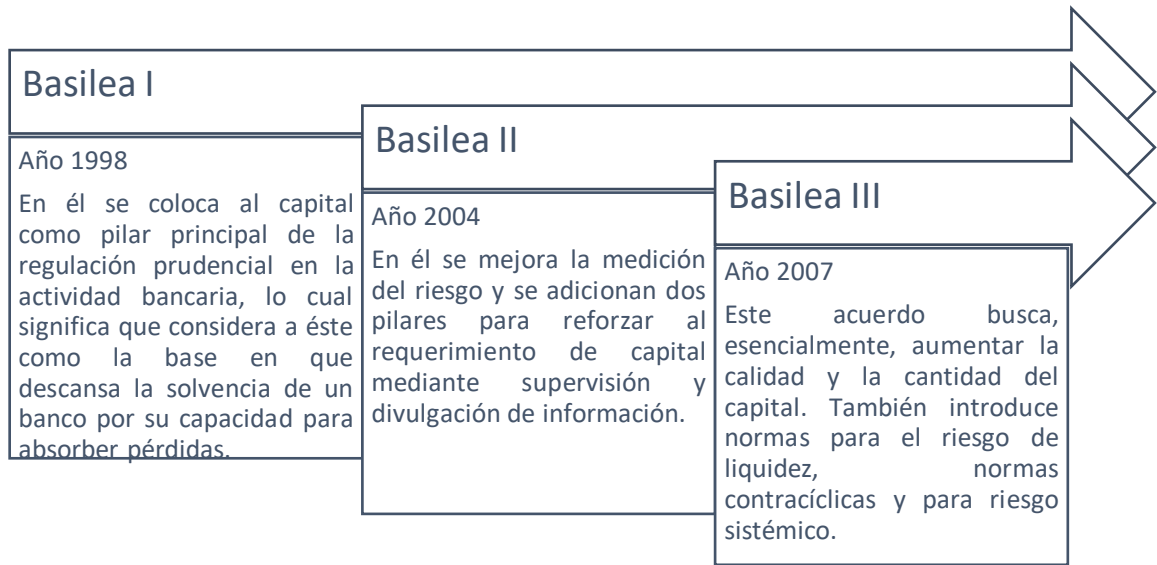 Basilea I
Año 1998
En él se coloca al capital
como pilar principal de la
regulación prudencial en la
actividad bancaria, lo cual
significa que considera a éste
como la base en que
descansa la solvencia de un
banco por su capacidad para
absorber pérdidas.
Basilea II
Año 2004
En él se mejora la medición
del riesgo y se adicionan dos
pilares para reforzar al
requerimiento de capital
mediante supervisión y
divulgación de información.
Basilea III
Año 2007
Este acuerdo busca,
esencialmente, aumentar la
calidad y la cantidad del
capital. También introduce
normas para el riesgo de
liquidez, normas
contracíclicas y para riesgo
sistémico.